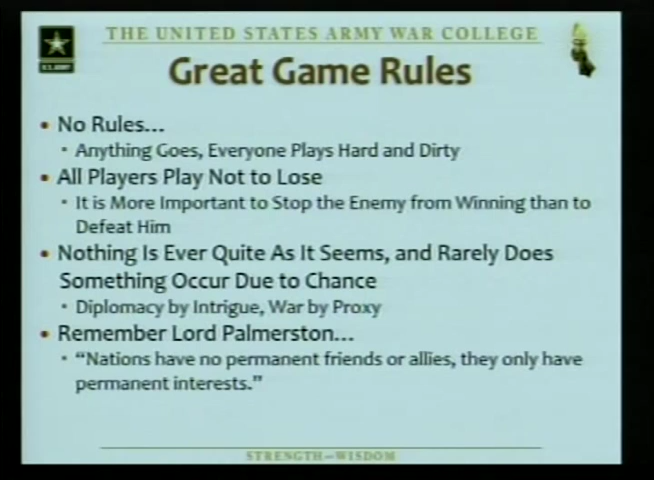 THE UNITED STATES ARMY WAR COLLEGE
U.S. ARMY
Great Game Rules
• No Rules...
• Anything Goes, Everyone Plays Hard and Dirty
• All Players Play Not to Lose
• It is More Important to Stop the Enemy from Winning than to
Defeat Him
• Nothing Is Ever Quite As It Seems, and Rarely Does
Something Occur Due to Chance
• Diplomacy by Intrigue, War by Proxy
• Remember Lord Palmerston...
• “Nations have no permanent friends or allies, they only have
permanent interests.”
STRENGTH—WISDOM